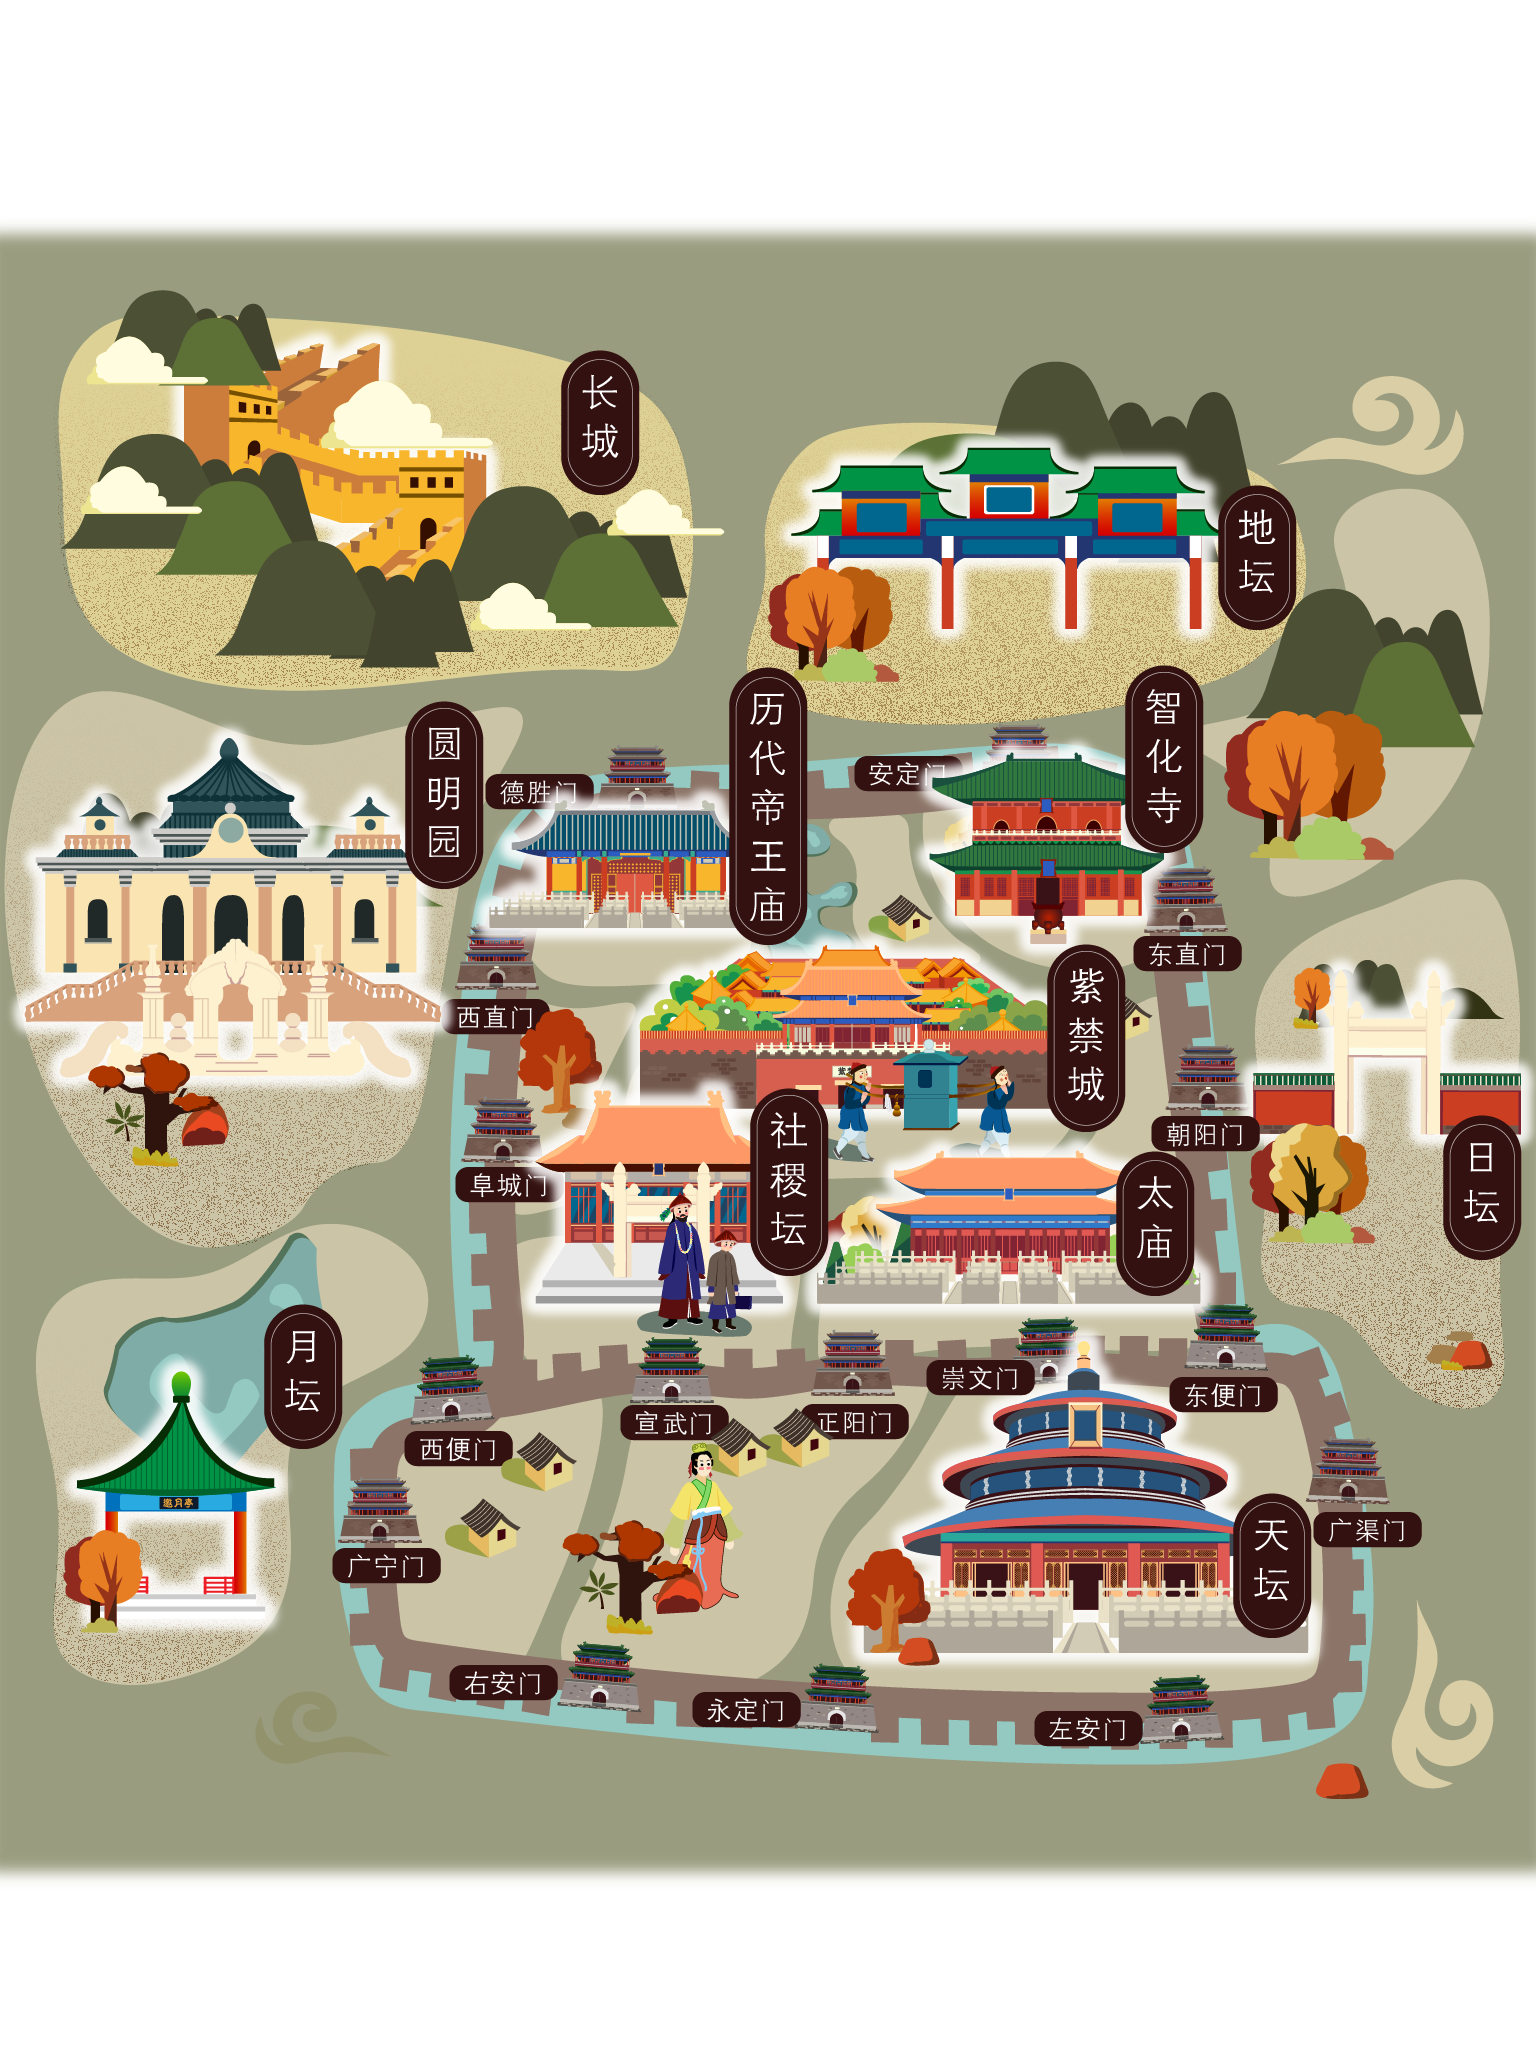 长城
地坛
历代帝王庙
智化寺
圆明园
德胜门
安定门
东直门
紫禁城
西直门
社稷坛
朝阳门
日坛
阜城门
太庙
月坛
崇文门
东便门
宣武门
正阳门
西便门
邀月亭
天坛
广渠门
广宁门
右安门
永定门
左安门